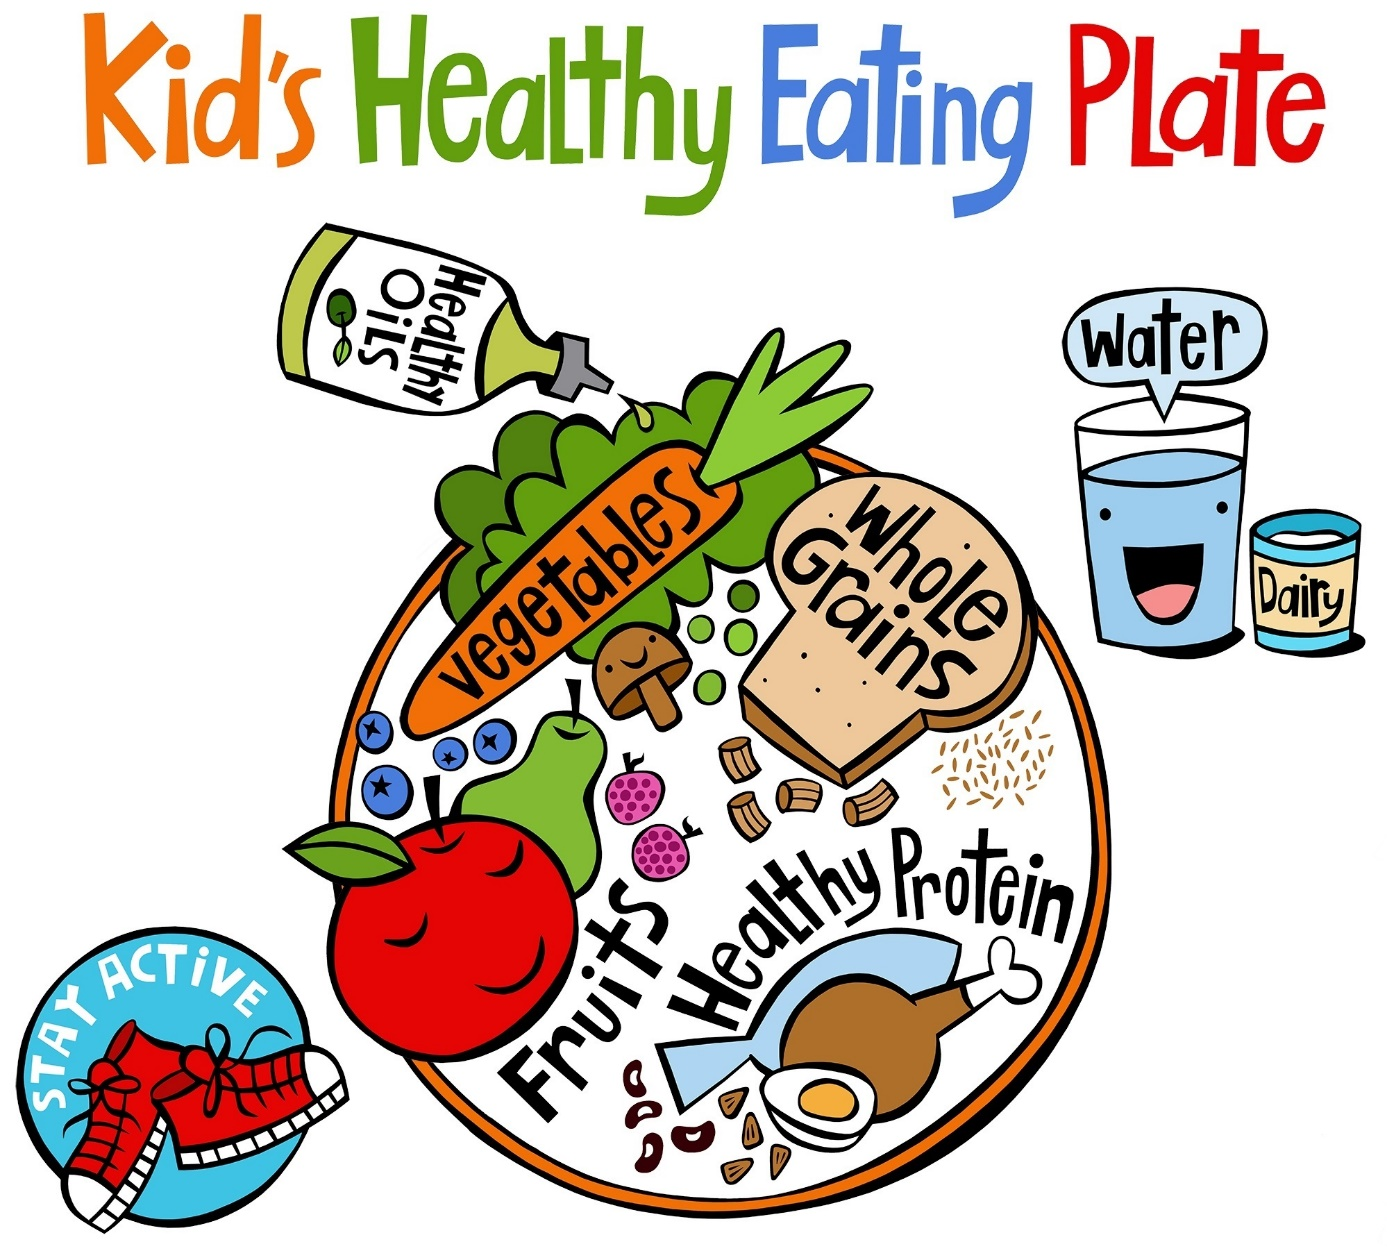 Kid's Healthy Eating Plate
Healthy
Oils
Water
Dairy
Vegetables
Whole
Grains
Fruits
Healthy Protein
STAY ACTIVE